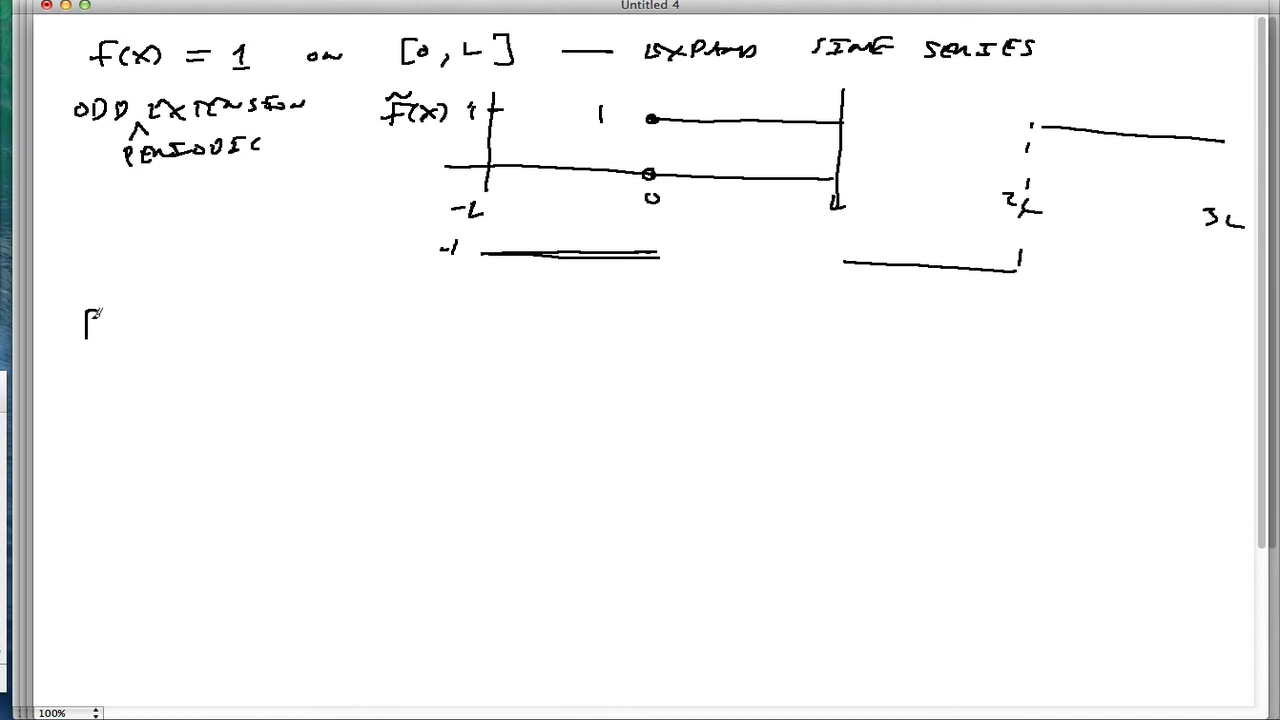 Untitled 4
f(x) = 1 on [0, L] — EXPAND SINE SERIES
ODD ^ EXTENSION f̃(x) 1 1
PERIODIC
-L 0 L 2L 3L
-1
100%